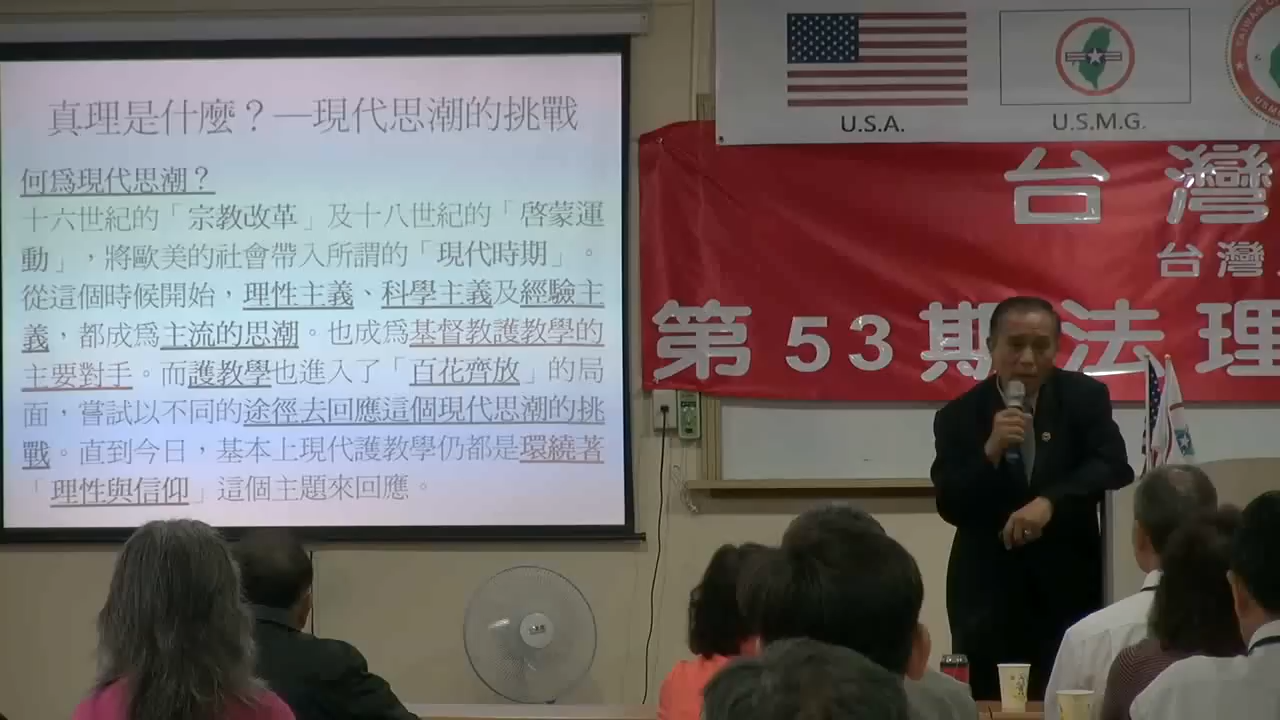 真理是什麼？—現代思潮的挑戰
何爲現代思潮？
十六世紀的「宗教改革」及十八世紀的「啓蒙運
動」，將歐美的社會帶入所謂的「現代時期」。
從這個時候開始，理性主義、科學主義及經驗主
義，都成爲主流的思潮。也成爲基督教護教學的
主要對手。而護教學也進入了「百花齊放」的局
面，嘗試以不同的途徑去回應這個現代思潮的挑
戰。直到今日，基本上現代護教學仍都是環繞著
「理性與信仰」這個主題來回應。
U.S.A.
U.S.M.G.
台灣
台灣
第53期法理